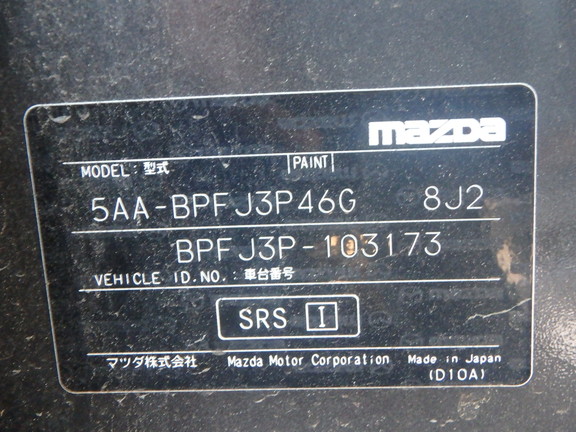 mazda
MODEL: 型式 PAINT
5AA-BPFJ3P46G 8J2
BPFJ3P-103173
VEHICLE ID.NO.: 車台番号
SRS I
マツダ株式会社 Mazda Motor Corporation Made in Japan
(D10A)